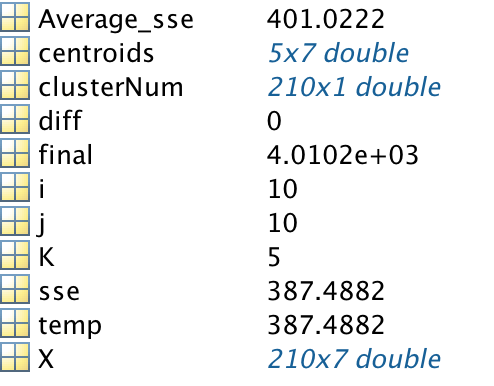 Average_sse 401.0222
centroids 5x7 double
clusterNum 210x1 double
diff 0
final 4.0102e+03
i 10
j 10
K 5
sse 387.4882
temp 387.4882
X 210x7 double